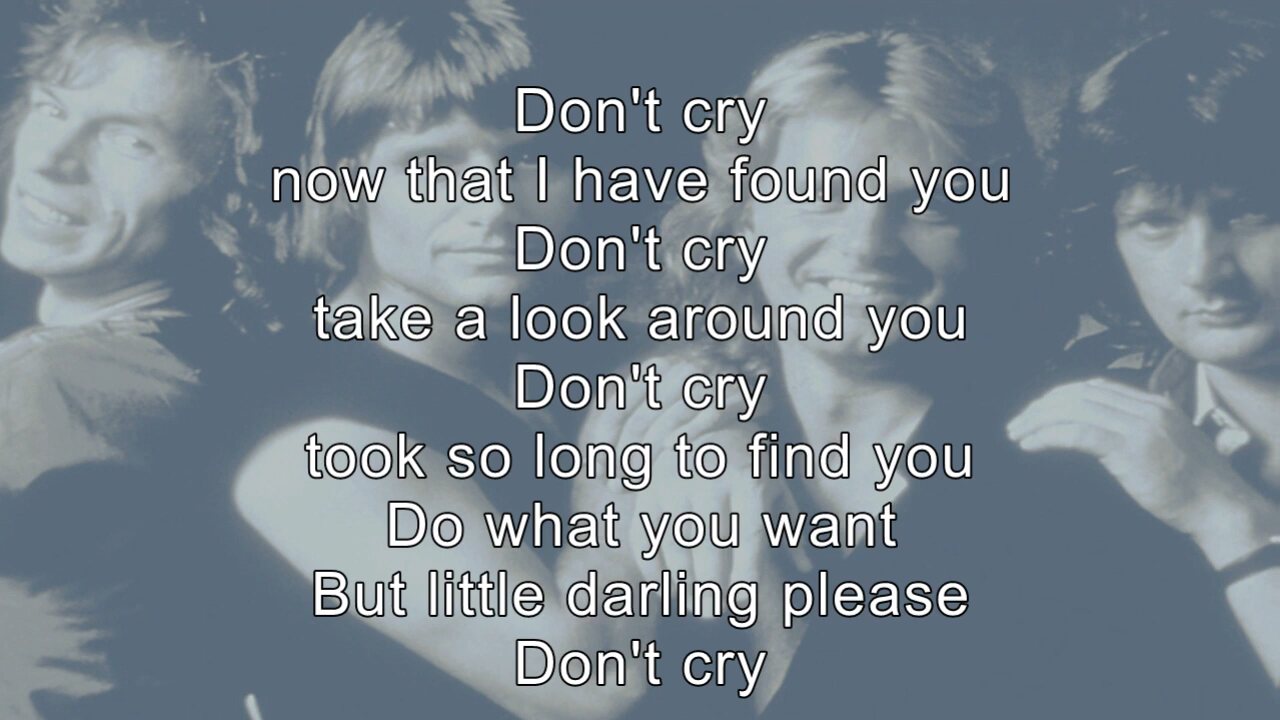 Don't cry
now that I have found you
Don't cry
take a look around you
Don't cry
took so long to find you
Do what you want
But little darling please
Don't cry